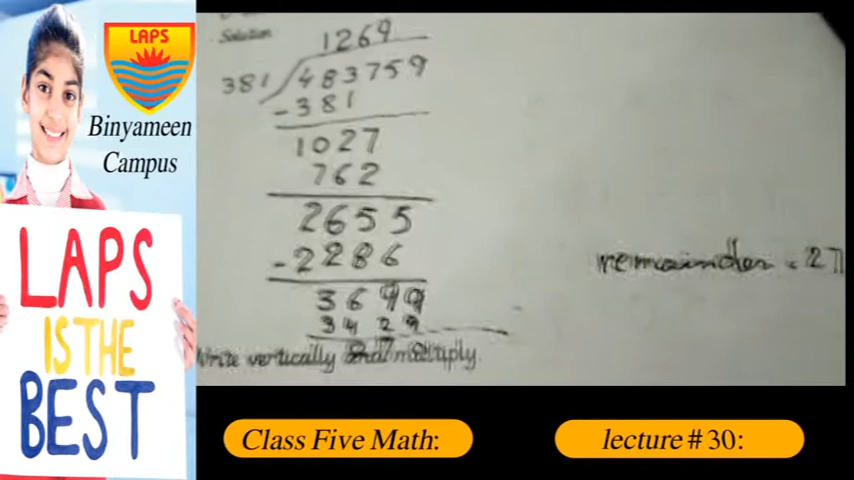 LAPS
Binyameen
Campus
LAPS
IS THE
BEST
Solution
1269
381 483759
-381
1027
762
2655
-2286
3699
3429
Write vertically and multiply.
remainder = 27
Class Five Math:
lecture # 30: